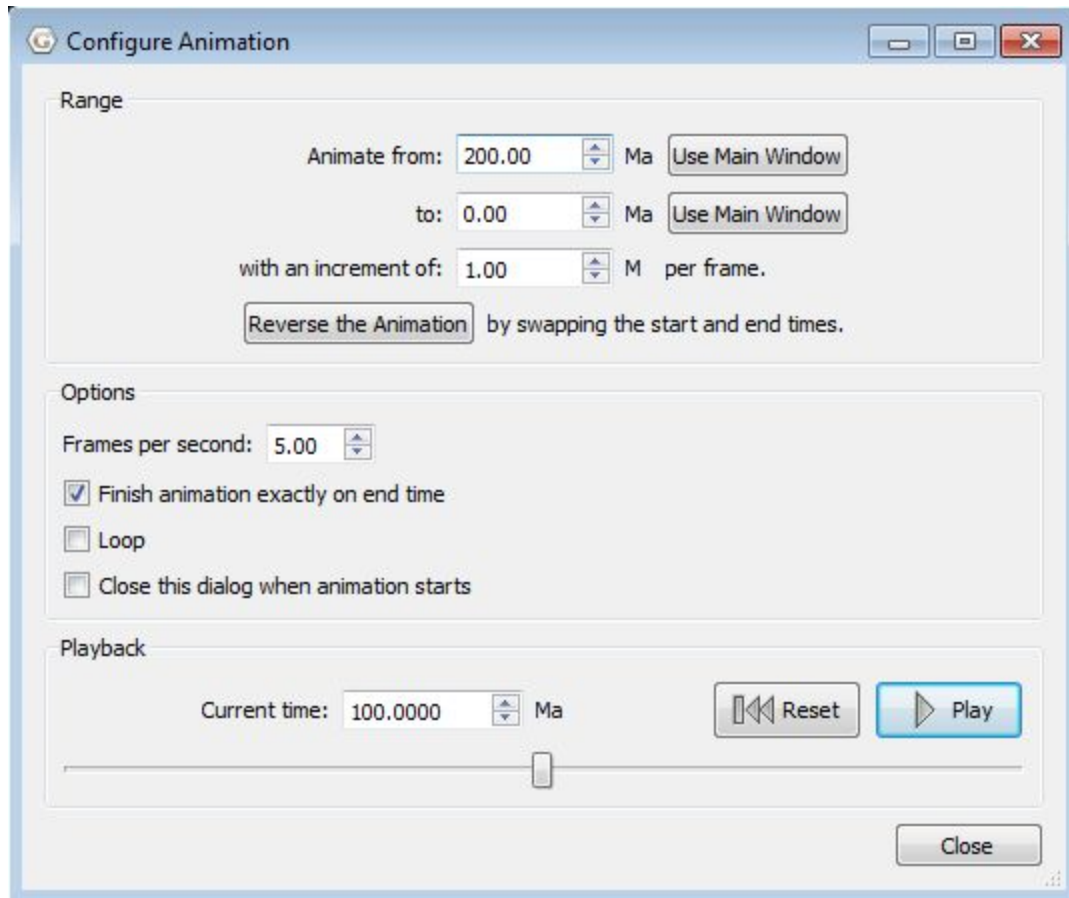 Configure Animation
Range
Animate from: 200.00 Ma Use Main Window
to: 0.00 Ma Use Main Window
with an increment of: 1.00 M per frame.
Reverse the Animation by swapping the start and end times.
Options
Frames per second: 5.00
Finish animation exactly on end time
Loop
Close this dialog when animation starts
Playback
Current time: 100.0000 Ma Reset Play
Close